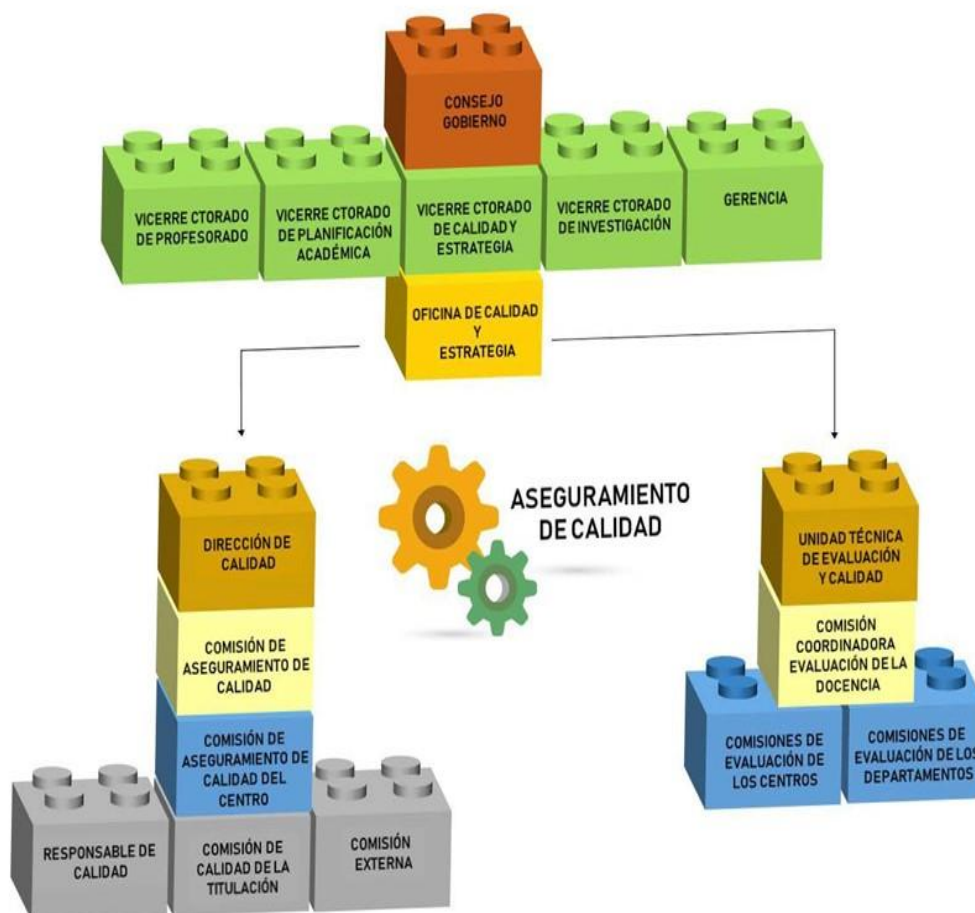 CONSEJO
GOBIERNO
VICERRE CTORADO
DE PROFESORADO
VICERRE CTORADO
DE PLANIFICACIÓN
ACADÉMICA
VICERRE CTORADO
DE CALIDAD Y
ESTRATEGIA
VICERRE CTORADO
DE INVESTIGACIÓN
GERENCIA
OFICINA DE CALIDAD
Y
ESTRATEGIA
DIRECCIÓN DE
CALIDAD
COMISIÓN DE
ASEGURAMIENTO DE
CALIDAD
COMISIÓN DE
ASEGURAMIENTO DE
CALIDAD DEL
CENTRO
RESPONSABLE DE
CALIDAD
COMISIÓN DE
CALIDAD DE LA
TITULACIÓN
COMISIÓN
EXTERNA
ASEGURAMIENTO
DE CALIDAD
UNIDAD TÉCNICA
DE EVALUACIÓN
Y CALIDAD
COMISIÓN
COORDINADORA
EVALUACIÓN DE LA
DOCENCIA
COMISIONES DE
EVALUACIÓN DE
LOS CENTROS
COMISIONES DE
EVALUACIÓN DE LOS
DEPARTAMENTOS